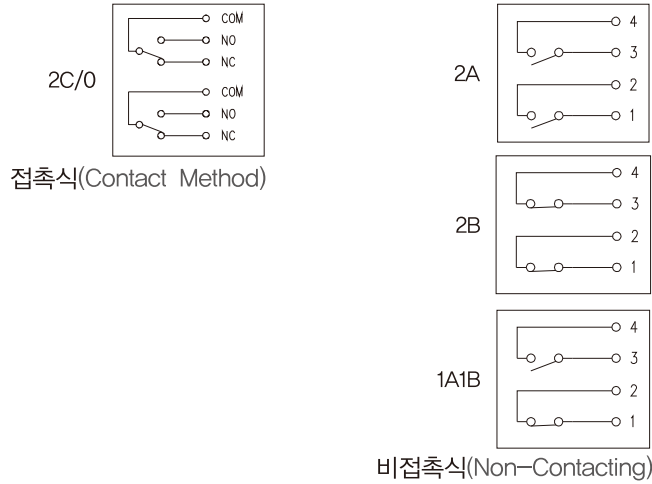 2C/O
COM
NO
NC
COM
NO
NC
접촉식(Contact Method)
2A
4
3
2
1
2B
4
3
2
1
1A1B
4
3
2
1
비접촉식(Non-Contacting)